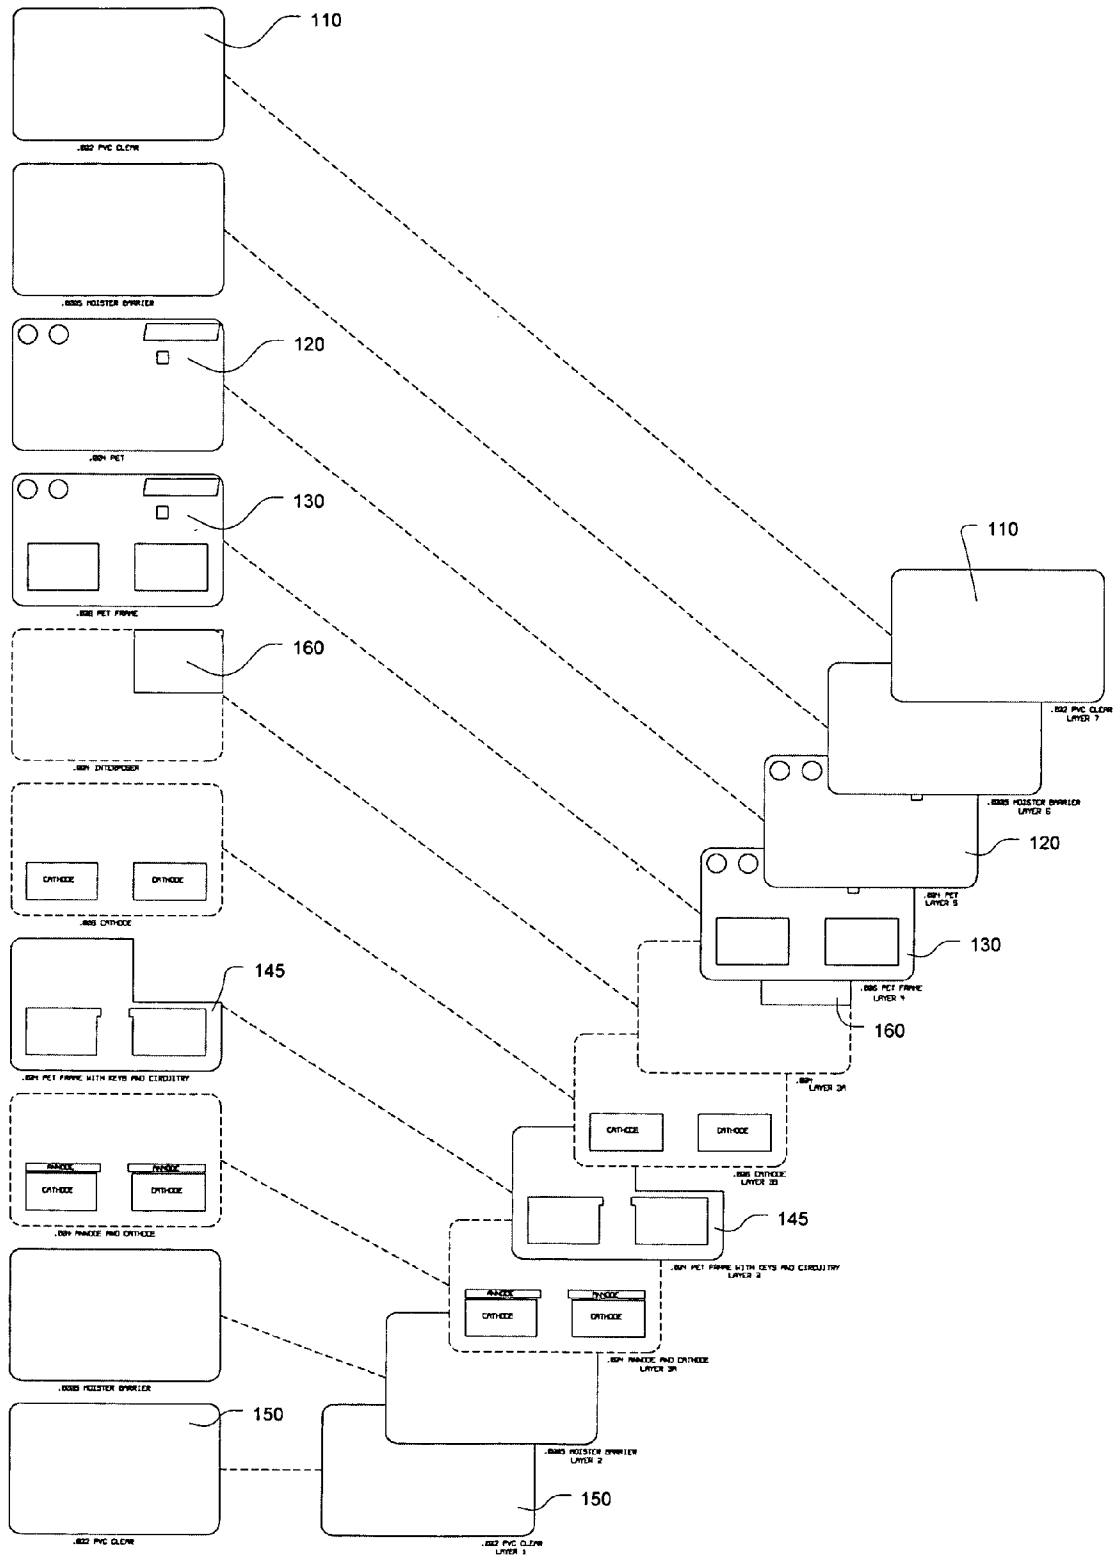 110
.002 PVC CLEAR
.0005 MOISTER BARRIER
120
.004 PET
130
.006 PET FRAME
160
.004 INTERPOSER
CATHODE
CATHODE
.006 CATHODE
145
.004 PET FRAME WITH KEYS AND CIRCUITRY
ANNODE
ANNODE
CATHODE
CATHODE
.004 ANNODE AND CATHODE
.0005 MOISTER BARRIER
150
.002 PVC CLEAR
110
.002 PVC CLEAR
LAYER 7
.0005 MOISTER BARRIER
LAYER 6
120
.004 PET
LAYER 5
130
.006 PET FRAME
LAYER 4
160
.004
LAYER 3A
CATHODE
CATHODE
.006 CATHODE
LAYER 3B
145
.004 PET FRAME WITH KEYS AND CIRCUITRY
LAYER 3
ANNODE
ANNODE
CATHODE
CATHODE
.004 ANNODE AND CATHODE
LAYER 3A
.0005 MOISTER BARRIER
LAYER 2
150
.002 PVC CLEAR
LAYER 1